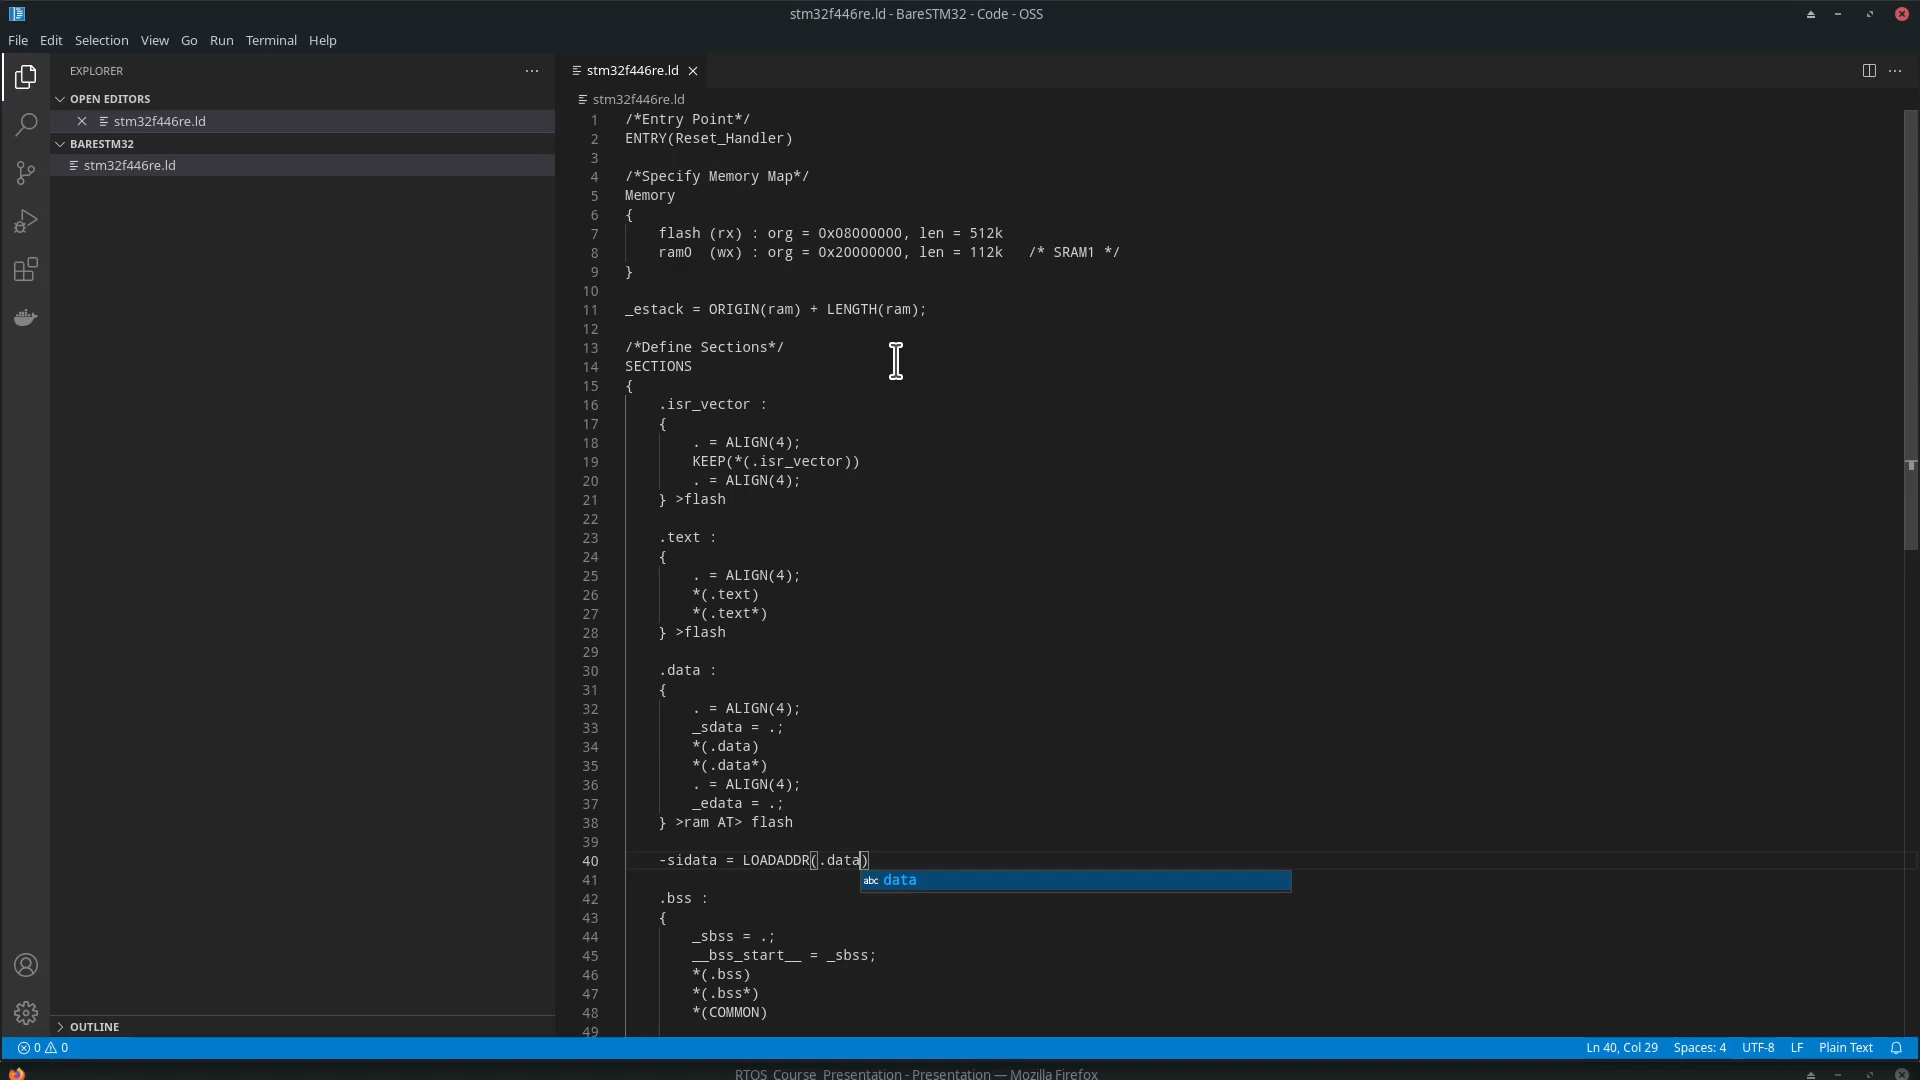 stm32f446re.ld - BareSTM32 - Code - OSS
File Edit Selection View Go Run Terminal Help
EXPLORER
OPEN EDITORS
stm32f446re.ld
BARESTM32
stm32f446re.ld
OUTLINE
stm32f446re.ld
stm32f446re.ld
1 /*Entry Point*/
2 ENTRY(Reset_Handler)
3
4 /*Specify Memory Map*/
5 Memory
6 {
7     flash (rx) : org = 0x08000000, len = 512k
8     ram0  (wx) : org = 0x20000000, len = 112k   /* SRAM1 */
9 }
10
11 _estack = ORIGIN(ram) + LENGTH(ram);
12
13 /*Define Sections*/
14 SECTIONS
15 {
16     .isr_vector :
17     {
18         . = ALIGN(4);
19         KEEP(*(.isr_vector))
20         . = ALIGN(4);
21     } >flash
22
23     .text :
24     {
25         . = ALIGN(4);
26         *(.text)
27         *(.text*)
28     } >flash
29
30     .data :
31     {
32         . = ALIGN(4);
33         _sdata = .;
34         *(.data)
35         *(.data*)
36         . = ALIGN(4);
37         _edata = .;
38     } >ram AT> flash
39
40     -sidata = LOADADDR(.data)
abc data
41
42     .bss :
43     {
44         _sbss = .;
45         __bss_start__ = _sbss;
46         *(.bss)
47         *(.bss*)
48         *(COMMON)
49
0 0
Ln 40, Col 29 Spaces: 4 UTF-8 LF Plain Text
RTOS_Course_Presentation - Presentation — Mozilla Firefox